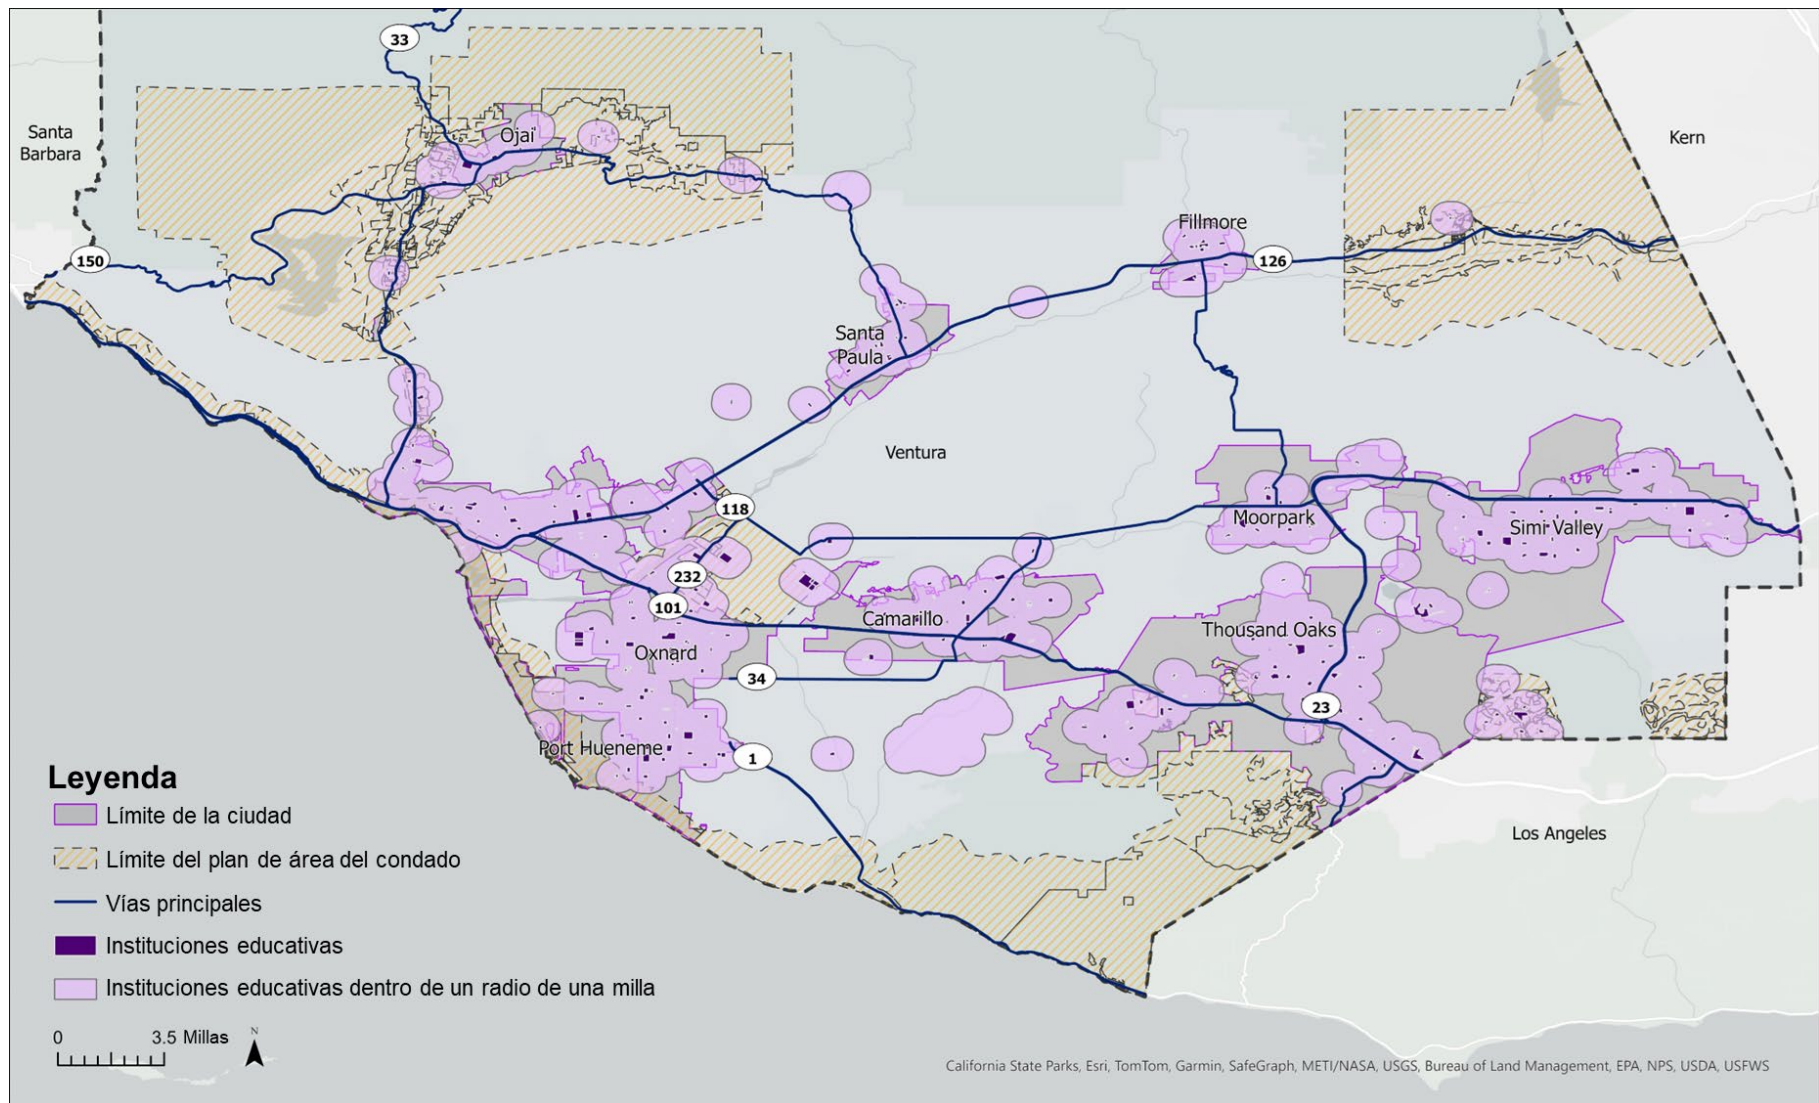 33
Santa
Barbara
Ojai
Kern
Fillmore
150
126
Santa
Paula
Ventura
118
Moorpark
Simi Valley
232
101
Camarillo
Thousand Oaks
Oxnard
34
23
Port Hueneme
1
Los Angeles
Leyenda
Límite de la ciudad
Límite del plan de área del condado
Vías principales
Instituciones educativas
Instituciones educativas dentro de un radio de una milla
0 3.5 Millas
N
California State Parks, Esri, TomTom, Garmin, SafeGraph, METI/NASA, USGS, Bureau of Land Management, EPA, NPS, USDA, USFWS